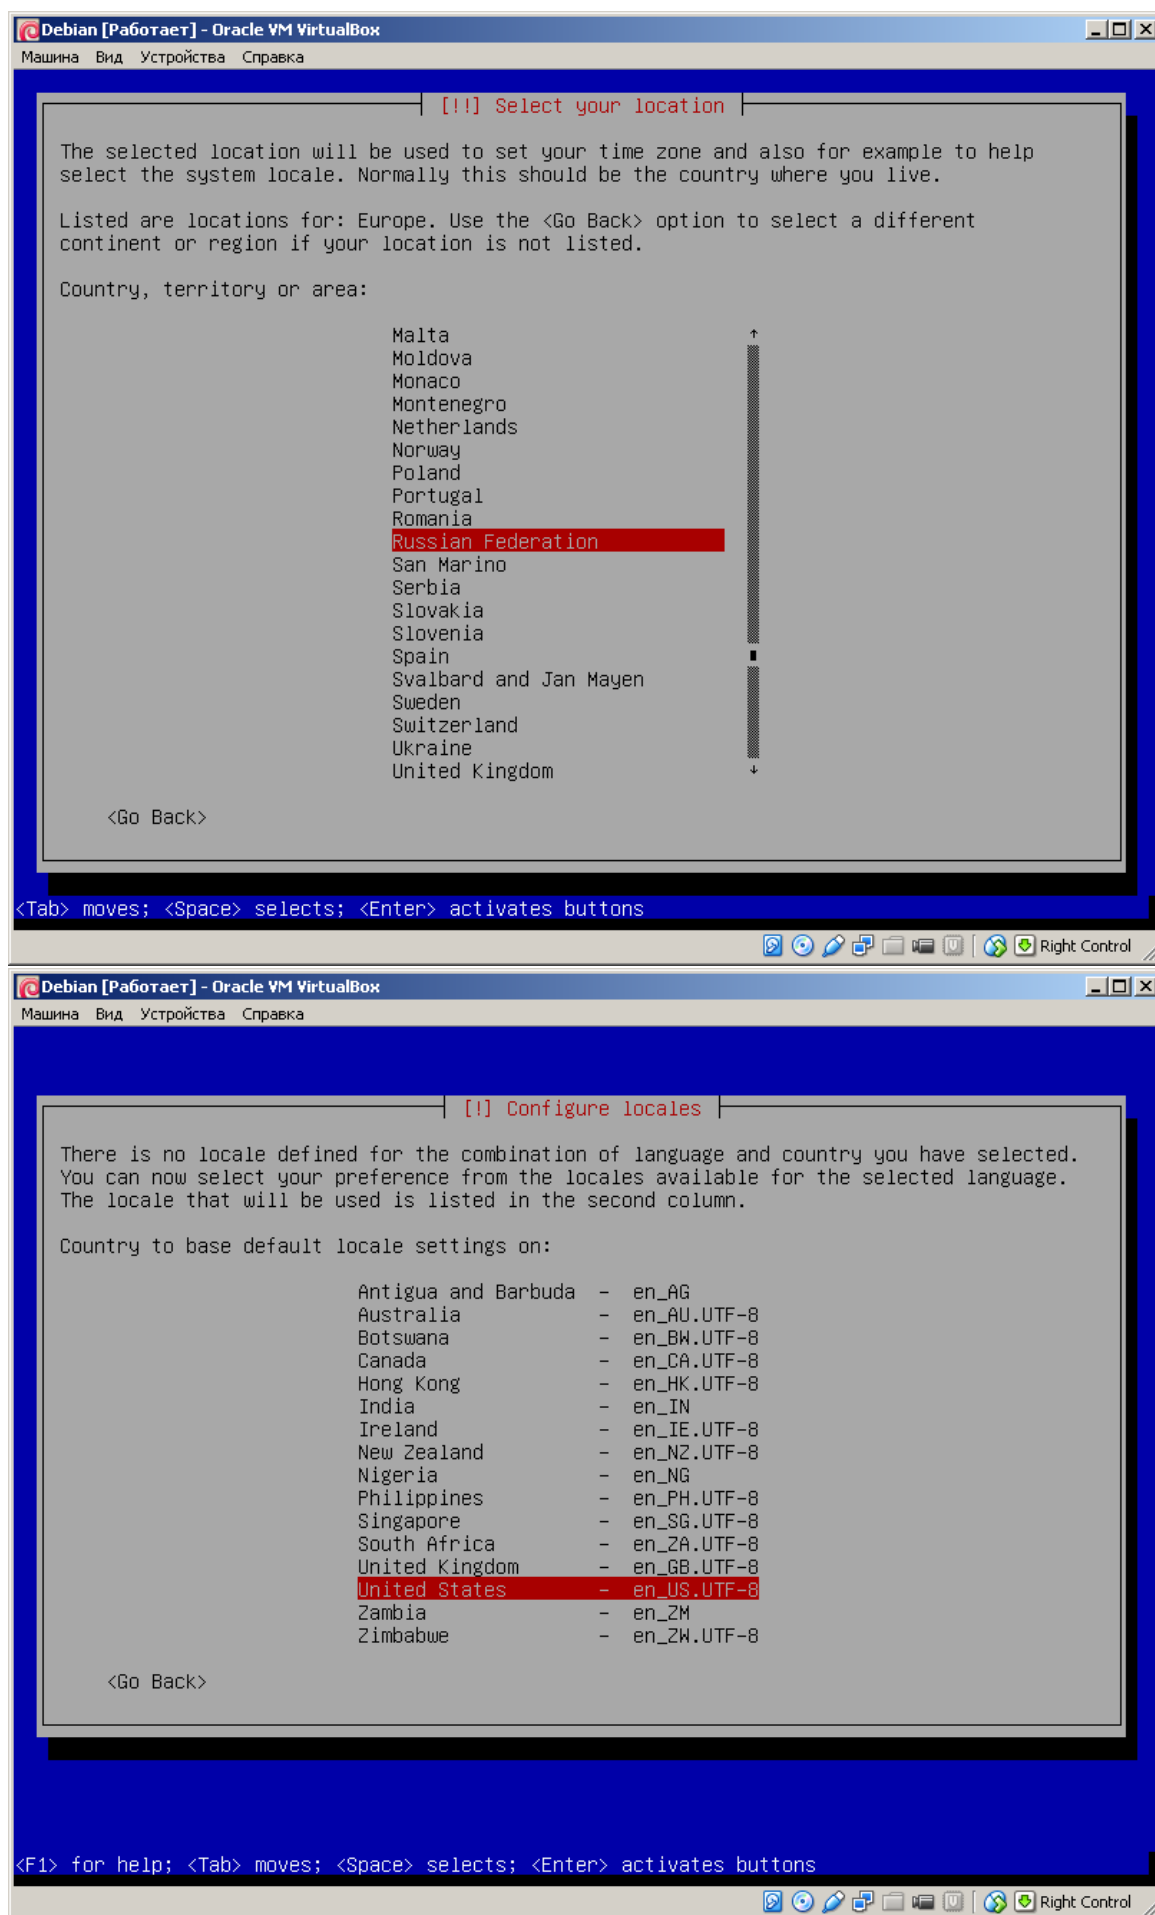 Debian [Работает] - Oracle VM VirtualBox
Машина Вид Устройства Справка
[!!] Select your location
The selected location will be used to set your time zone and also for example to help
select the system locale. Normally this should be the country where you live.
Listed are locations for: Europe. Use the <Go Back> option to select a different
continent or region if your location is not listed.
Country, territory or area:
Malta
Moldova
Monaco
Montenegro
Netherlands
Norway
Poland
Portugal
Romania
Russian Federation
San Marino
Serbia
Slovakia
Slovenia
Spain
Svalbard and Jan Mayen
Sweden
Switzerland
Ukraine
United Kingdom
<Go Back>
<Tab> moves; <Space> selects; <Enter> activates buttons
Right Control
Debian [Работает] - Oracle VM VirtualBox
Машина Вид Устройства Справка
[!] Configure locales
There is no locale defined for the combination of language and country you have selected.
You can now select your preference from the locales available for the selected language.
The locale that will be used is listed in the second column.
Country to base default locale settings on:
Antigua and Barbuda - en_AG
Australia - en_AU.UTF-8
Botswana - en_BW.UTF-8
Canada - en_CA.UTF-8
Hong Kong - en_HK.UTF-8
India - en_IN
Ireland - en_IE.UTF-8
New Zealand - en_NZ.UTF-8
Nigeria - en_NG
Philippines - en_PH.UTF-8
Singapore - en_SG.UTF-8
South Africa - en_ZA.UTF-8
United Kingdom - en_GB.UTF-8
United States - en_US.UTF-8
Zambia - en_ZM
Zimbabwe - en_ZW.UTF-8
<Go Back>
<F1> for help; <Tab> moves; <Space> selects; <Enter> activates buttons
Right Control